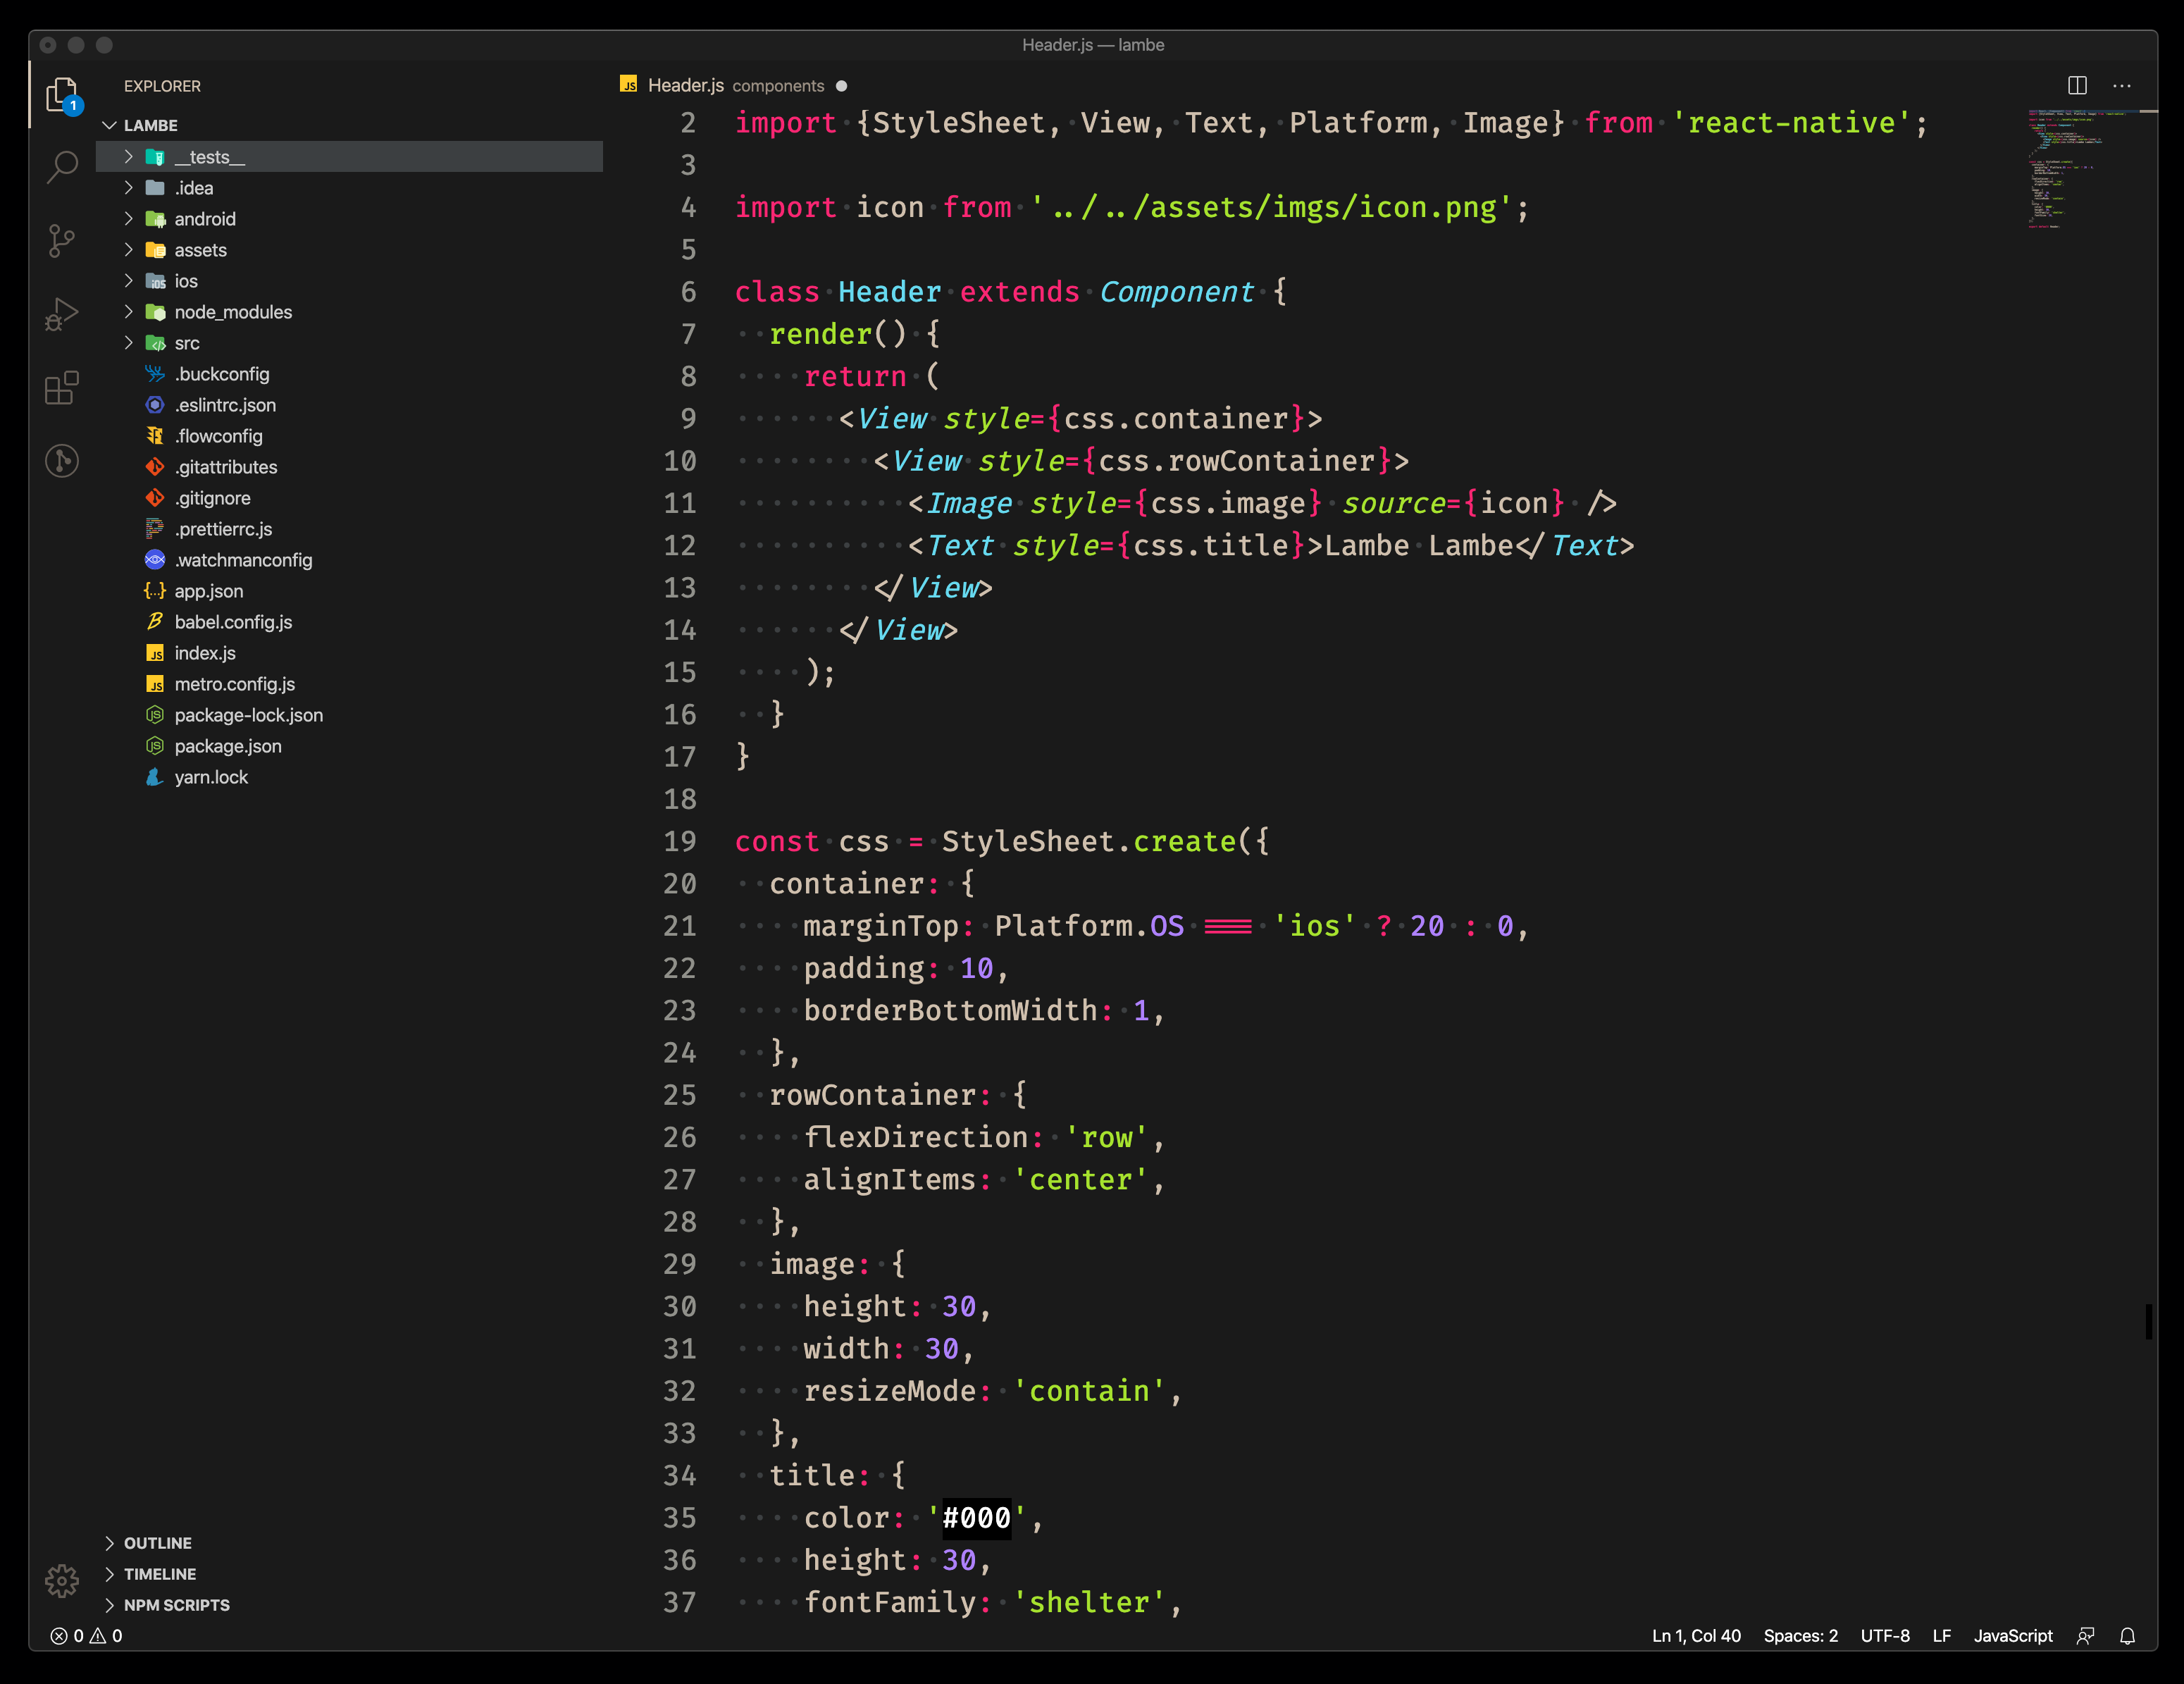 Header.js — lambe
EXPLORER
1
LAMBE
__tests__
.idea
android
assets
ios
node_modules
src
.buckconfig
.eslintrc.json
.flowconfig
.gitattributes
.gitignore
.prettierrc.js
.watchmanconfig
app.json
babel.config.js
index.js
metro.config.js
package-lock.json
package.json
yarn.lock
OUTLINE
TIMELINE
NPM SCRIPTS
JS Header.js components
2 import {StyleSheet, View, Text, Platform, Image} from 'react-native';
3
4 import icon from '../../assets/imgs/icon.png';
5
6 class Header extends Component {
7   render() {
8     return (
9       <View style={css.container}>
10         <View style={css.rowContainer}>
11           <Image style={css.image} source={icon} />
12           <Text style={css.title}>Lambe Lambe</Text>
13         </View>
14       </View>
15     );
16   }
17 }
18
19 const css = StyleSheet.create({
20   container: {
21     marginTop: Platform.OS === 'ios' ? 20 : 0,
22     padding: 10,
23     borderBottomWidth: 1,
24   },
25   rowContainer: {
26     flexDirection: 'row',
27     alignItems: 'center',
28   },
29   image: {
30     height: 30,
31     width: 30,
32     resizeMode: 'contain',
33   },
34   title: {
35     color: '#000',
36     height: 30,
37     fontFamily: 'shelter',
0 0
Ln 1, Col 40 Spaces: 2 UTF-8 LF JavaScript